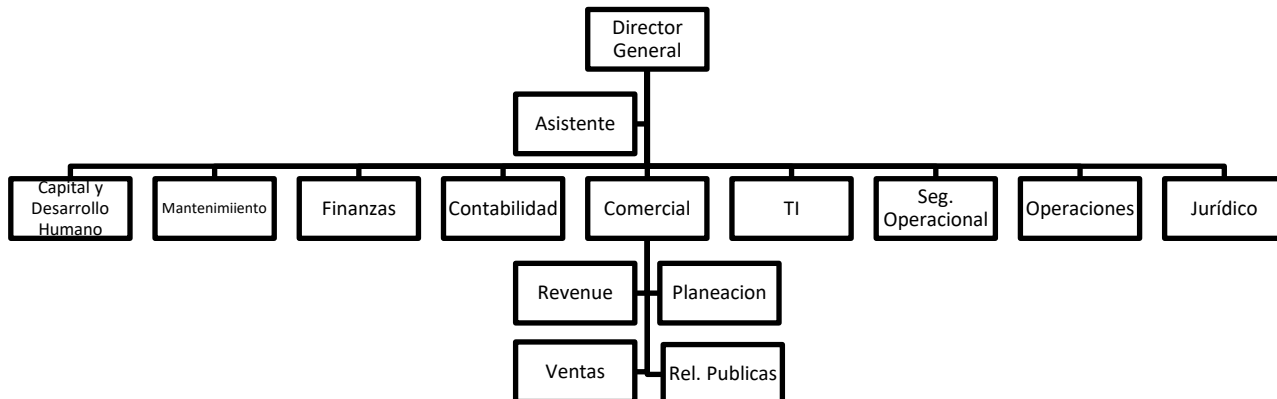 Director
General
Asistente
Capital y
Desarrollo
Humano
Mantenimiiento
Finanzas
Contabilidad
Comercial
TI
Seg.
Operacional
Operaciones
Jurídico
Revenue
Planeacion
Ventas
Rel. Publicas